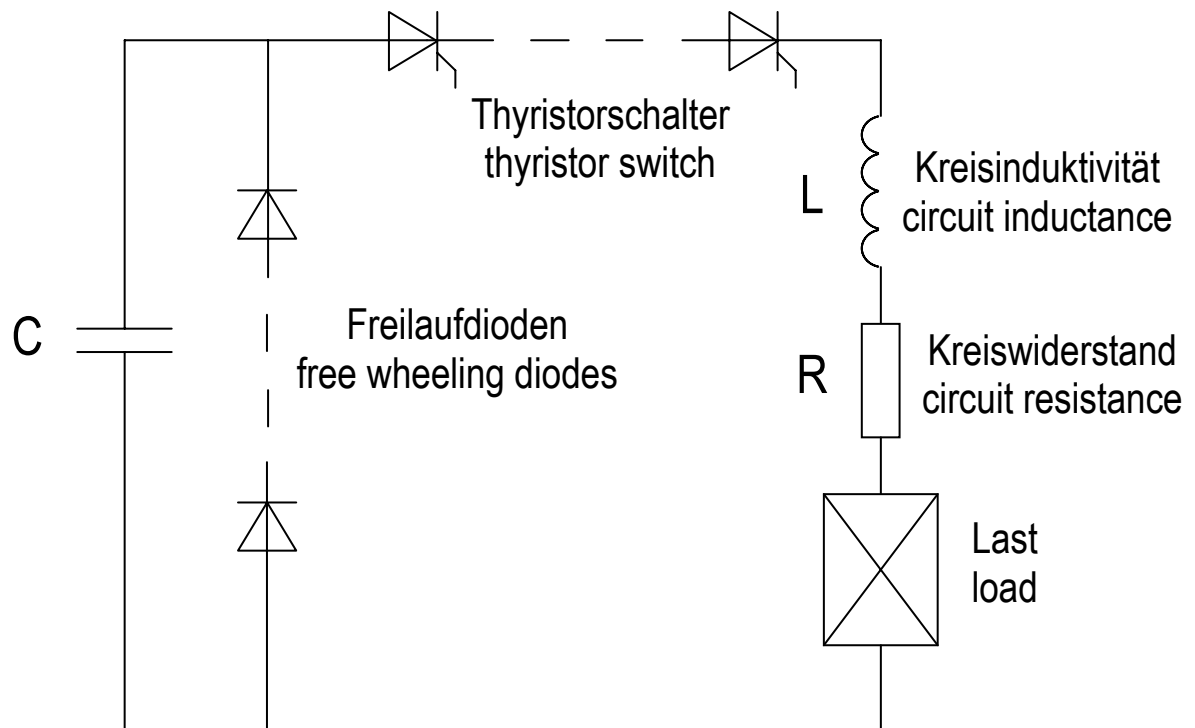 Thyristorschalter
thyristor switch
L
Kreisinduktivität
circuit inductance
C
Freilaufdioden
free wheeling diodes
R
Kreiswiderstand
circuit resistance
Last
load